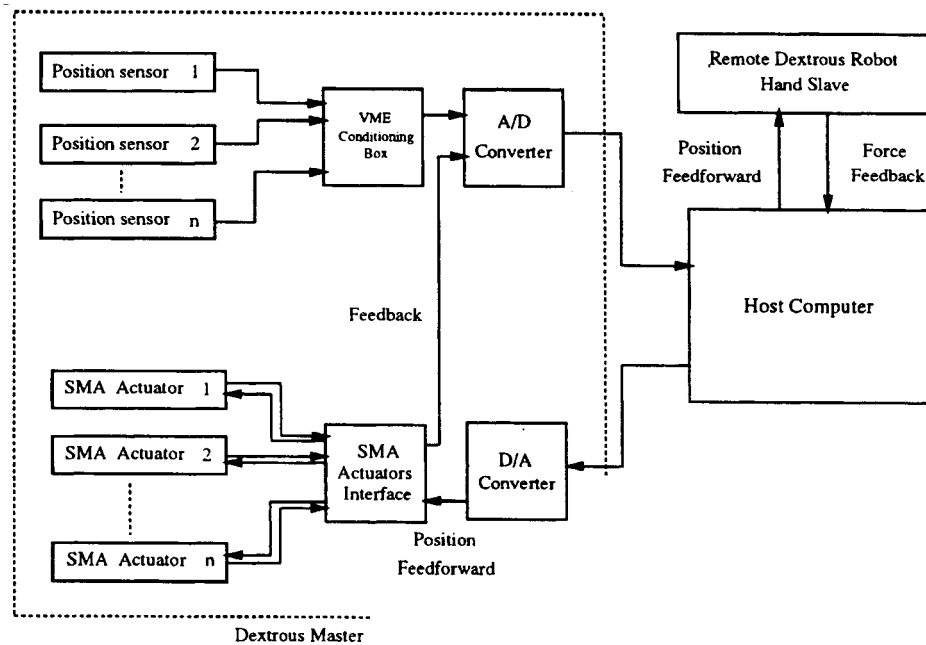 Position sensor 1
Position sensor 2
Position sensor n
VME
Conditioning
Box
A/D
Converter
Remote Dextrous Robot
Hand Slave
Position
Feedforward
Force
Feedback
Host Computer
Feedback
SMA Actuator 1
SMA Actuator 2
SMA Actuator n
SMA
Actuators
Interface
D/A
Converter
Position
Feedforward
Dextrous Master